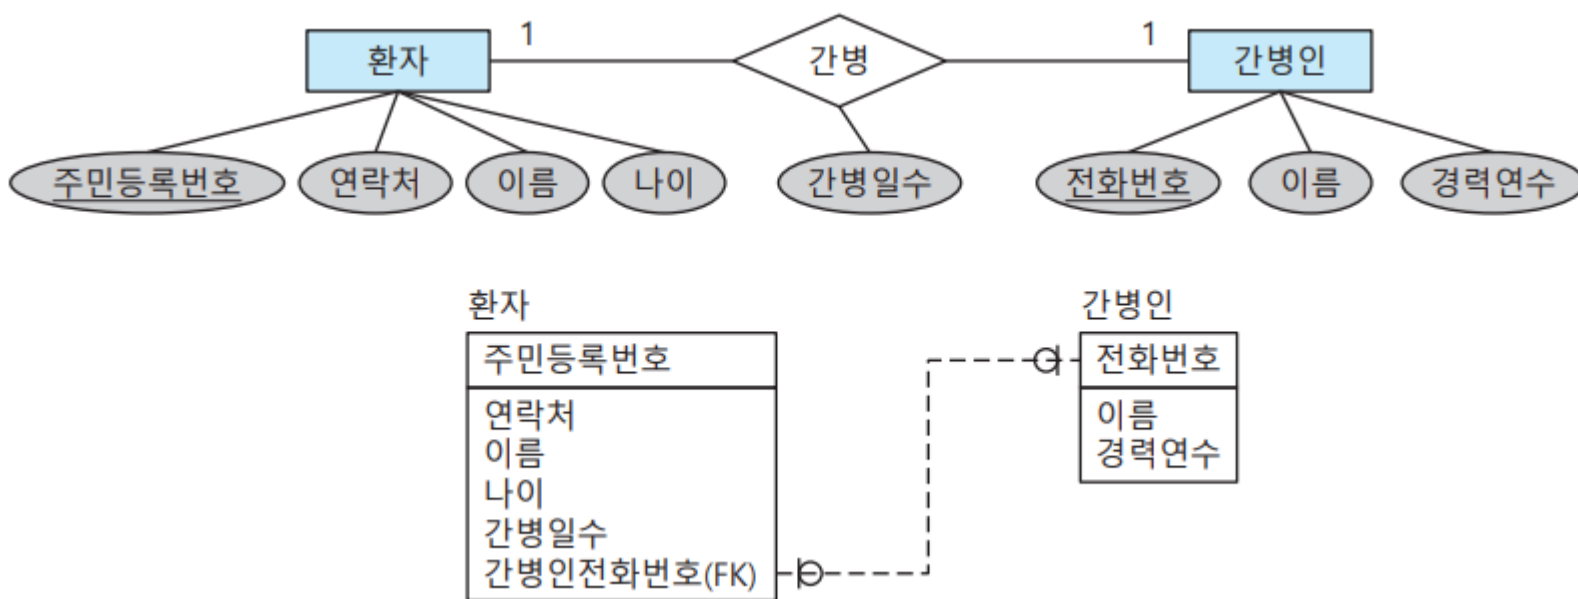 환자 1 간병 1 간병인
주민등록번호 연락처 이름 나이 간병일수 전화번호 이름 경력연수
환자
주민등록번호
연락처
이름
나이
간병일수
간병인전화번호(FK)
간병인
전화번호
이름
경력연수